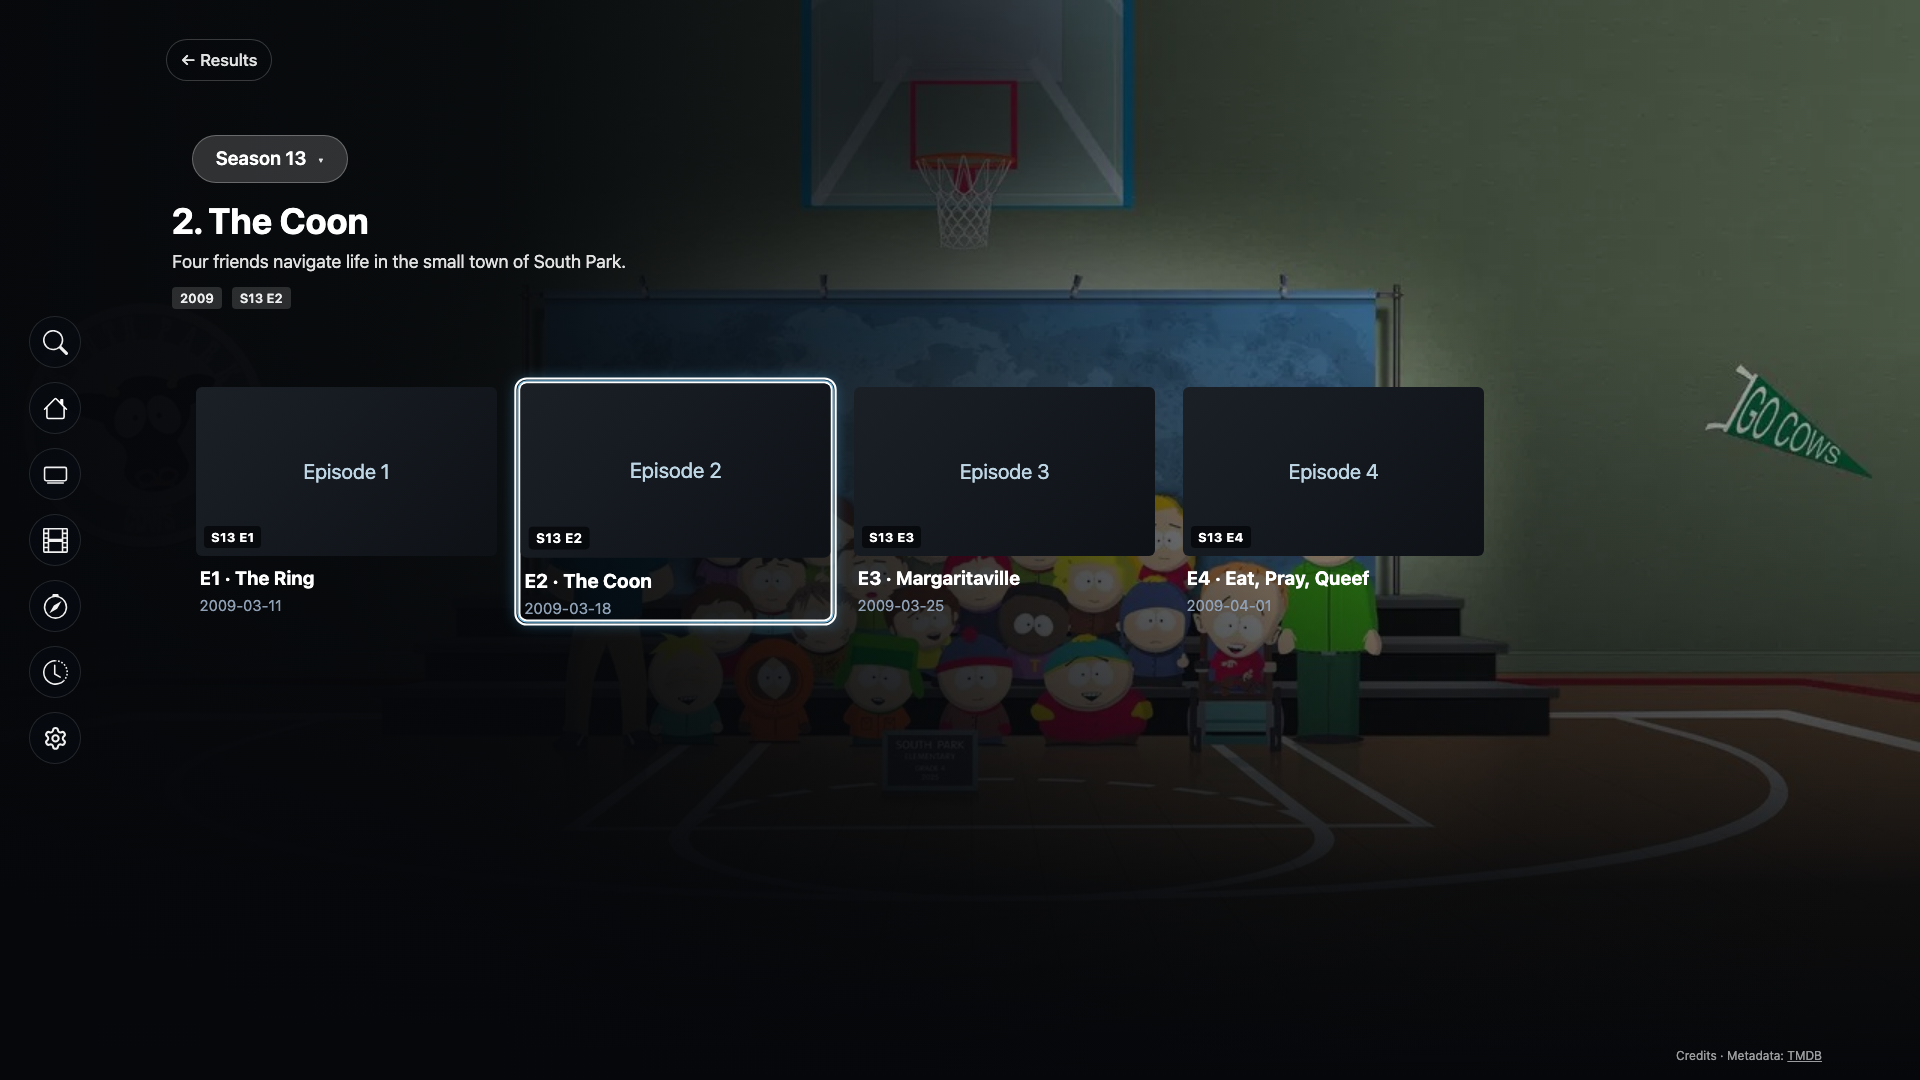 ← Results
Season 13
2. The Coon
Four friends navigate life in the small town of South Park.
2009 S13 E2
GO COWS
Episode 1
S13 E1
E1 · The Ring
2009-03-11
Episode 2
S13 E2
E2 · The Coon
2009-03-18
Episode 3
S13 E3
E3 · Margaritaville
2009-03-25
Episode 4
S13 E4
E4 · Eat, Pray, Queef
2009-04-01
SOUTH PARK
ELEMENTARY
Credits · Metadata: TMDB